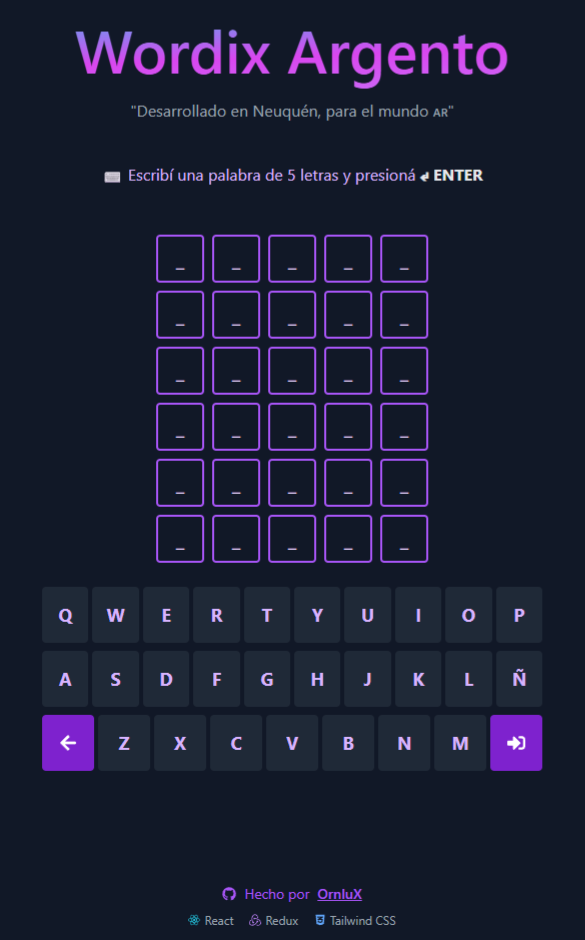 Wordix Argento
"Desarrollado en Neuquén, para el mundo AR"
Escribí una palabra de 5 letras y presioná ENTER
_ _ _ _ _
_ _ _ _ _
_ _ _ _ _
_ _ _ _ _
_ _ _ _ _
_ _ _ _ _
Q W E R T Y U I O P
A S D F G H J K L Ñ
Z X C V B N M
Hecho por OrnluX
React Redux Tailwind CSS